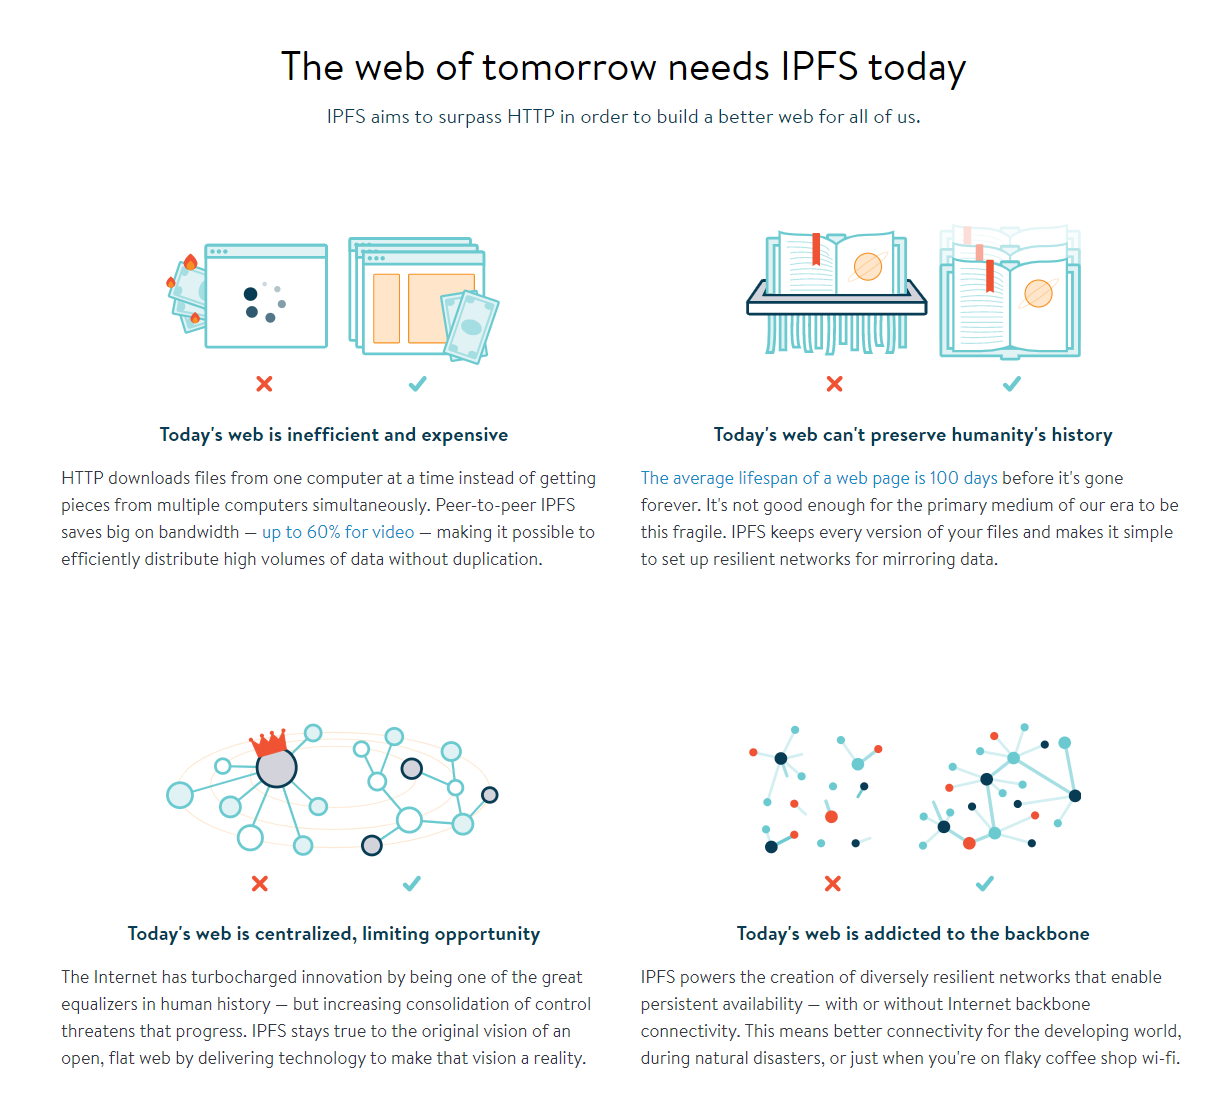 The web of tomorrow needs IPFS today
IPFS aims to surpass HTTP in order to build a better web for all of us.
Today's web is inefficient and expensive
HTTP downloads files from one computer at a time instead of getting
pieces from multiple computers simultaneously. Peer-to-peer IPFS
saves big on bandwidth — up to 60% for video — making it possible to
efficiently distribute high volumes of data without duplication.
Today's web can't preserve humanity's history
The average lifespan of a web page is 100 days before it's gone
forever. It's not good enough for the primary medium of our era to be
this fragile. IPFS keeps every version of your files and makes it simple
to set up resilient networks for mirroring data.
Today's web is centralized, limiting opportunity
The Internet has turbocharged innovation by being one of the great
equalizers in human history — but increasing consolidation of control
threatens that progress. IPFS stays true to the original vision of an
open, flat web by delivering technology to make that vision a reality.
Today's web is addicted to the backbone
IPFS powers the creation of diversely resilient networks that enable
persistent availability — with or without Internet backbone
connectivity. This means better connectivity for the developing world,
during natural disasters, or just when you're on flaky coffee shop wi-fi.